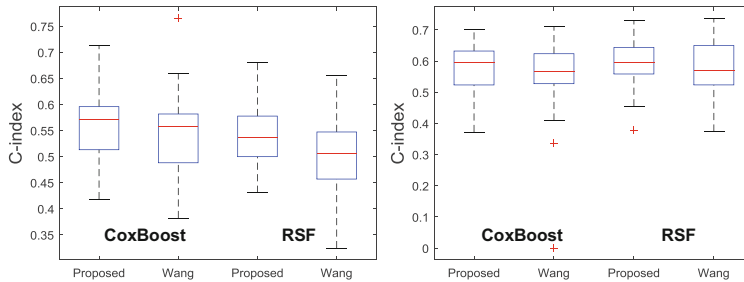 0.75
0.7
0.65
0.6
0.55
0.5
0.45
0.4
0.35
C-index
CoxBoost RSF
Proposed Wang Proposed Wang
0.7
0.6
0.5
0.4
0.3
0.2
0.1
0
C-index
CoxBoost RSF
Proposed Wang Proposed Wang